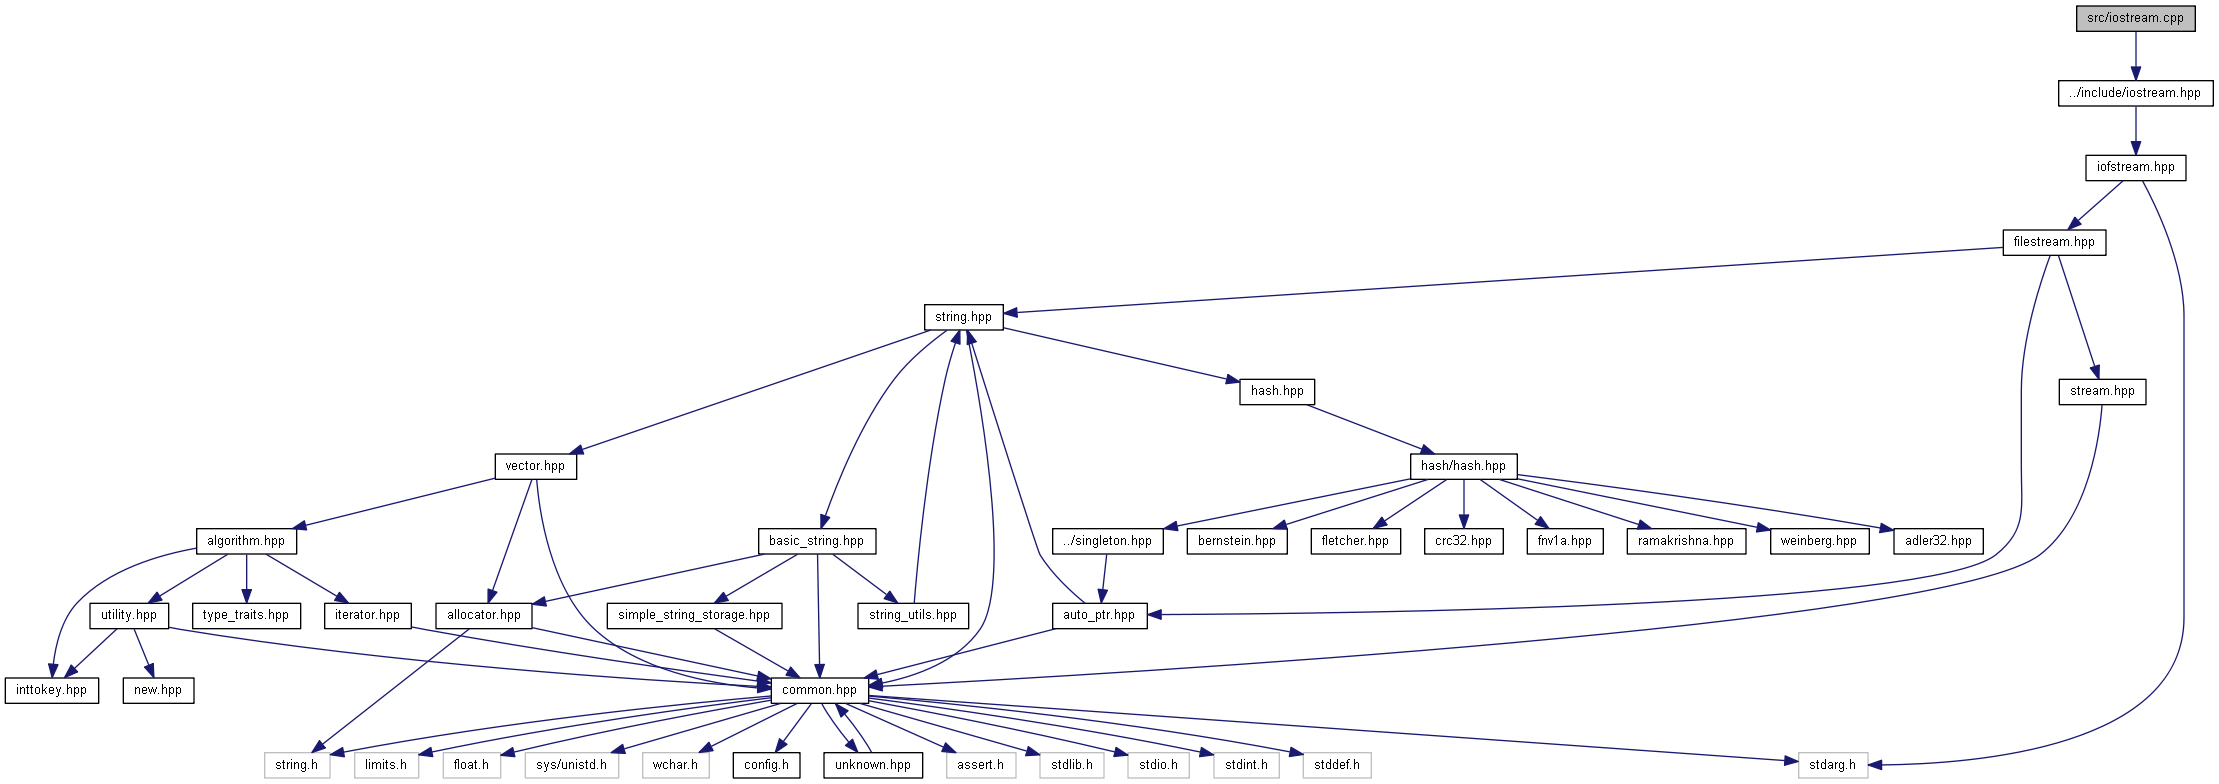 src/iostream.cpp
../include/iostream.hpp
iofstream.hpp
filestream.hpp
string.hpp
hash.hpp
stream.hpp
vector.hpp
hash/hash.hpp
algorithm.hpp
basic_string.hpp
../singleton.hpp
bernstein.hpp
fletcher.hpp
crc32.hpp
fnv1a.hpp
ramakrishna.hpp
weinberg.hpp
adler32.hpp
utility.hpp
type_traits.hpp
iterator.hpp
allocator.hpp
simple_string_storage.hpp
string_utils.hpp
auto_ptr.hpp
inttokey.hpp
new.hpp
common.hpp
string.h
limits.h
float.h
sys/unistd.h
wchar.h
config.h
unknown.hpp
assert.h
stdlib.h
stdio.h
stdint.h
stddef.h
stdarg.h